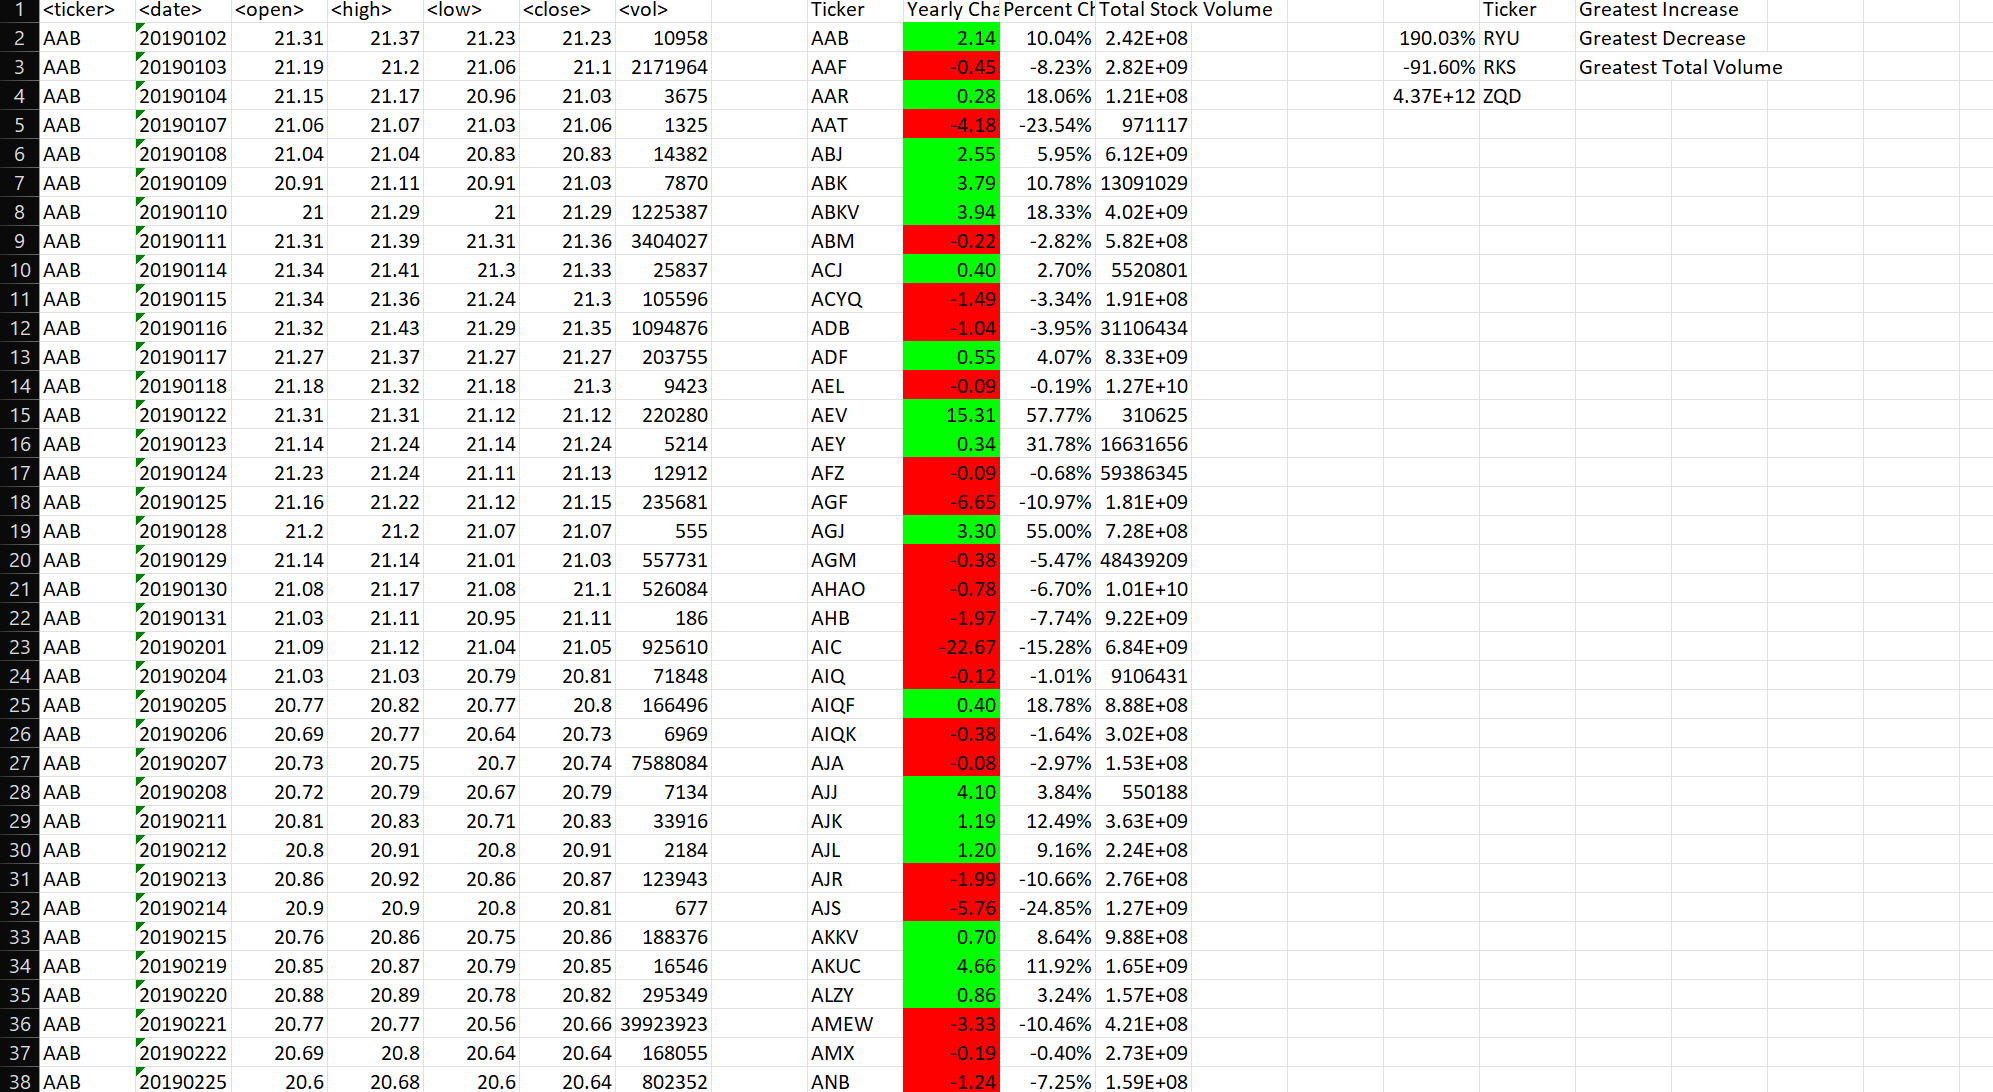 1 <ticker> <date> <open> <high> <low> <close> <vol> Ticker Yearly Cha Percent Ch Total Stock Volume Ticker Greatest Increase
2 AAB 20190102 21.31 21.37 21.23 21.23 10958 AAB 2.14 10.04% 2.42E+08 190.03% RYU Greatest Decrease
3 AAB 20190103 21.19 21.2 21.06 21.1 2171964 AAF -0.45 -8.23% 2.82E+09 -91.60% RKS Greatest Total Volume
4 AAB 20190104 21.15 21.17 20.96 21.03 3675 AAR 0.28 18.06% 1.21E+08 4.37E+12 ZQD
5 AAB 20190107 21.06 21.07 21.03 21.06 1325 AAT -4.18 -23.54% 971117
6 AAB 20190108 21.04 21.04 20.83 20.83 14382 ABJ 2.55 5.95% 6.12E+09
7 AAB 20190109 20.91 21.11 20.91 21.03 7870 ABK 3.79 10.78% 13091029
8 AAB 20190110 21 21.29 21 21.29 1225387 ABKV 3.94 18.33% 4.02E+09
9 AAB 20190111 21.31 21.39 21.31 21.36 3404027 ABM -0.22 -2.82% 5.82E+08
10 AAB 20190114 21.34 21.41 21.3 21.33 25837 ACJ 0.40 2.70% 5520801
11 AAB 20190115 21.34 21.36 21.24 21.3 105596 ACYQ -1.49 -3.34% 1.91E+08
12 AAB 20190116 21.32 21.43 21.29 21.35 1094876 ADB -1.04 -3.95% 31106434
13 AAB 20190117 21.27 21.37 21.27 21.27 203755 ADF 0.55 4.07% 8.33E+09
14 AAB 20190118 21.18 21.32 21.18 21.3 9423 AEL -0.09 -0.19% 1.27E+10
15 AAB 20190122 21.31 21.31 21.12 21.12 220280 AEV 15.31 57.77% 310625
16 AAB 20190123 21.14 21.24 21.14 21.24 5214 AEY 0.34 31.78% 16631656
17 AAB 20190124 21.23 21.24 21.11 21.13 12912 AFZ -0.09 -0.68% 59386345
18 AAB 20190125 21.16 21.22 21.12 21.15 235681 AGF -6.65 -10.97% 1.81E+09
19 AAB 20190128 21.2 21.2 21.07 21.07 555 AGJ 3.30 55.00% 7.28E+08
20 AAB 20190129 21.14 21.14 21.01 21.03 557731 AGM -0.38 -5.47% 48439209
21 AAB 20190130 21.08 21.17 21.08 21.1 526084 AHAO -0.78 -6.70% 1.01E+10
22 AAB 20190131 21.03 21.11 20.95 21.11 186 AHB -1.97 -7.74% 9.22E+09
23 AAB 20190201 21.09 21.12 21.04 21.05 925610 AIC -22.67 -15.28% 6.84E+09
24 AAB 20190204 21.03 21.03 20.79 20.81 71848 AIQ -0.12 -1.01% 9106431
25 AAB 20190205 20.77 20.82 20.77 20.8 166496 AIQF 0.40 18.78% 8.88E+08
26 AAB 20190206 20.69 20.77 20.64 20.73 6969 AIQK -0.38 -1.64% 3.02E+08
27 AAB 20190207 20.73 20.75 20.7 20.74 7588084 AJA -0.08 -2.97% 1.53E+08
28 AAB 20190208 20.72 20.79 20.67 20.79 7134 AJJ 4.10 3.84% 550188
29 AAB 20190211 20.81 20.83 20.71 20.83 33916 AJK 1.19 12.49% 3.63E+09
30 AAB 20190212 20.8 20.91 20.8 20.91 2184 AJL 1.20 9.16% 2.24E+08
31 AAB 20190213 20.86 20.92 20.86 20.87 123943 AJR -1.99 -10.66% 2.76E+08
32 AAB 20190214 20.9 20.9 20.8 20.81 677 AJS -5.76 -24.85% 1.27E+09
33 AAB 20190215 20.76 20.86 20.75 20.86 188376 AKKV 0.70 8.64% 9.88E+08
34 AAB 20190219 20.85 20.87 20.79 20.85 16546 AKUC 4.66 11.92% 1.65E+09
35 AAB 20190220 20.88 20.89 20.78 20.82 295349 ALZY 0.86 3.24% 1.57E+08
36 AAB 20190221 20.77 20.77 20.56 20.66 39923923 AMEW -3.33 -10.46% 4.21E+08
37 AAB 20190222 20.69 20.8 20.64 20.64 168055 AMX -0.19 -0.40% 2.73E+09
38 AAB 20190225 20.6 20.68 20.6 20.64 802352 ANB -1.24 -7.25% 1.59E+08